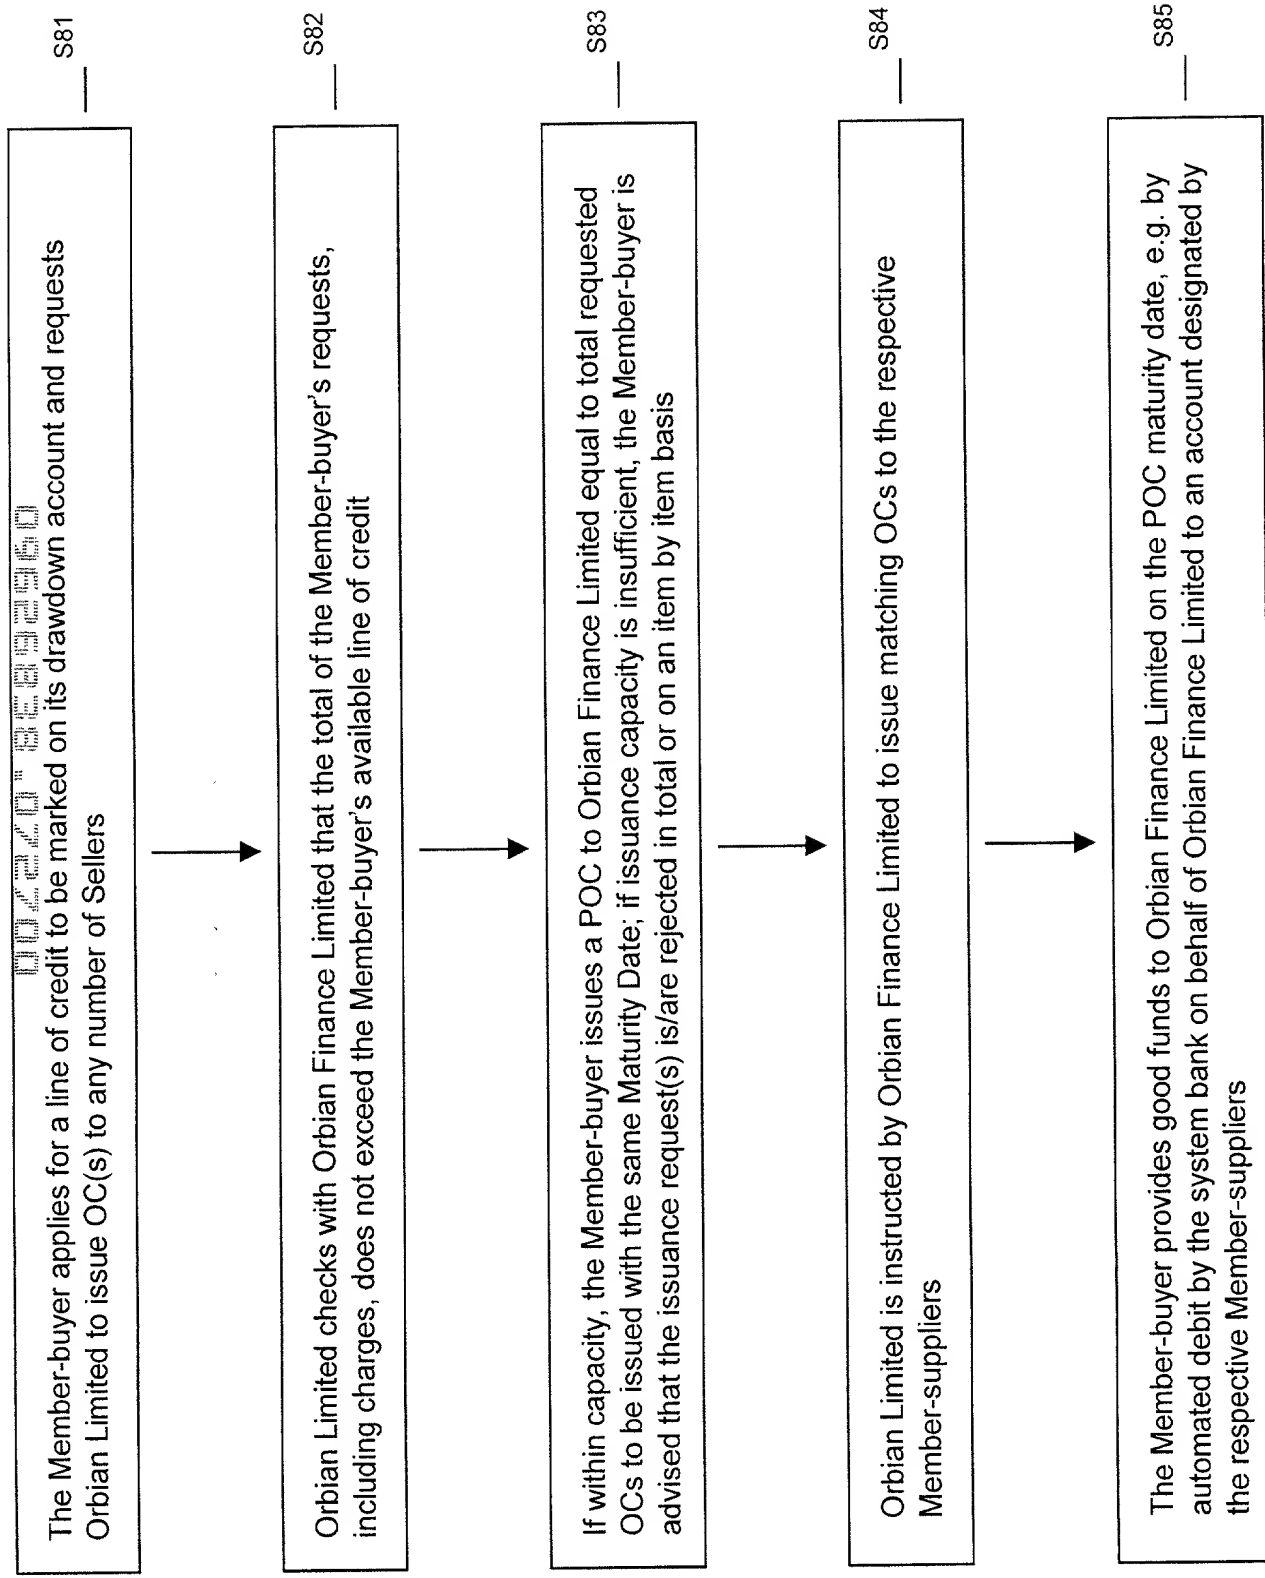 The Member-buyer applies for a line of credit to be marked on its drawdown account and requests
Orbian Limited to issue OC(s) to any number of Sellers
S81
Orbian Limited checks with Orbian Finance Limited that the total of the Member-buyer's requests,
including charges, does not exceed the Member-buyer's available line of credit
S82
If within capacity, the Member-buyer issues a POC to Orbian Finance Limited equal to total requested
OCs to be issued with the same Maturity Date; if issuance capacity is insufficient, the Member-buyer is
advised that the issuance request(s) is/are rejected in total or on an item by item basis
S83
Orbian Limited is instructed by Orbian Finance Limited to issue matching OCs to the respective
Member-suppliers
S84
The Member-buyer provides good funds to Orbian Finance Limited on the POC maturity date, e.g. by
automated debit by the system bank on behalf of Orbian Finance Limited to an account designated by
the respective Member-suppliers
S85